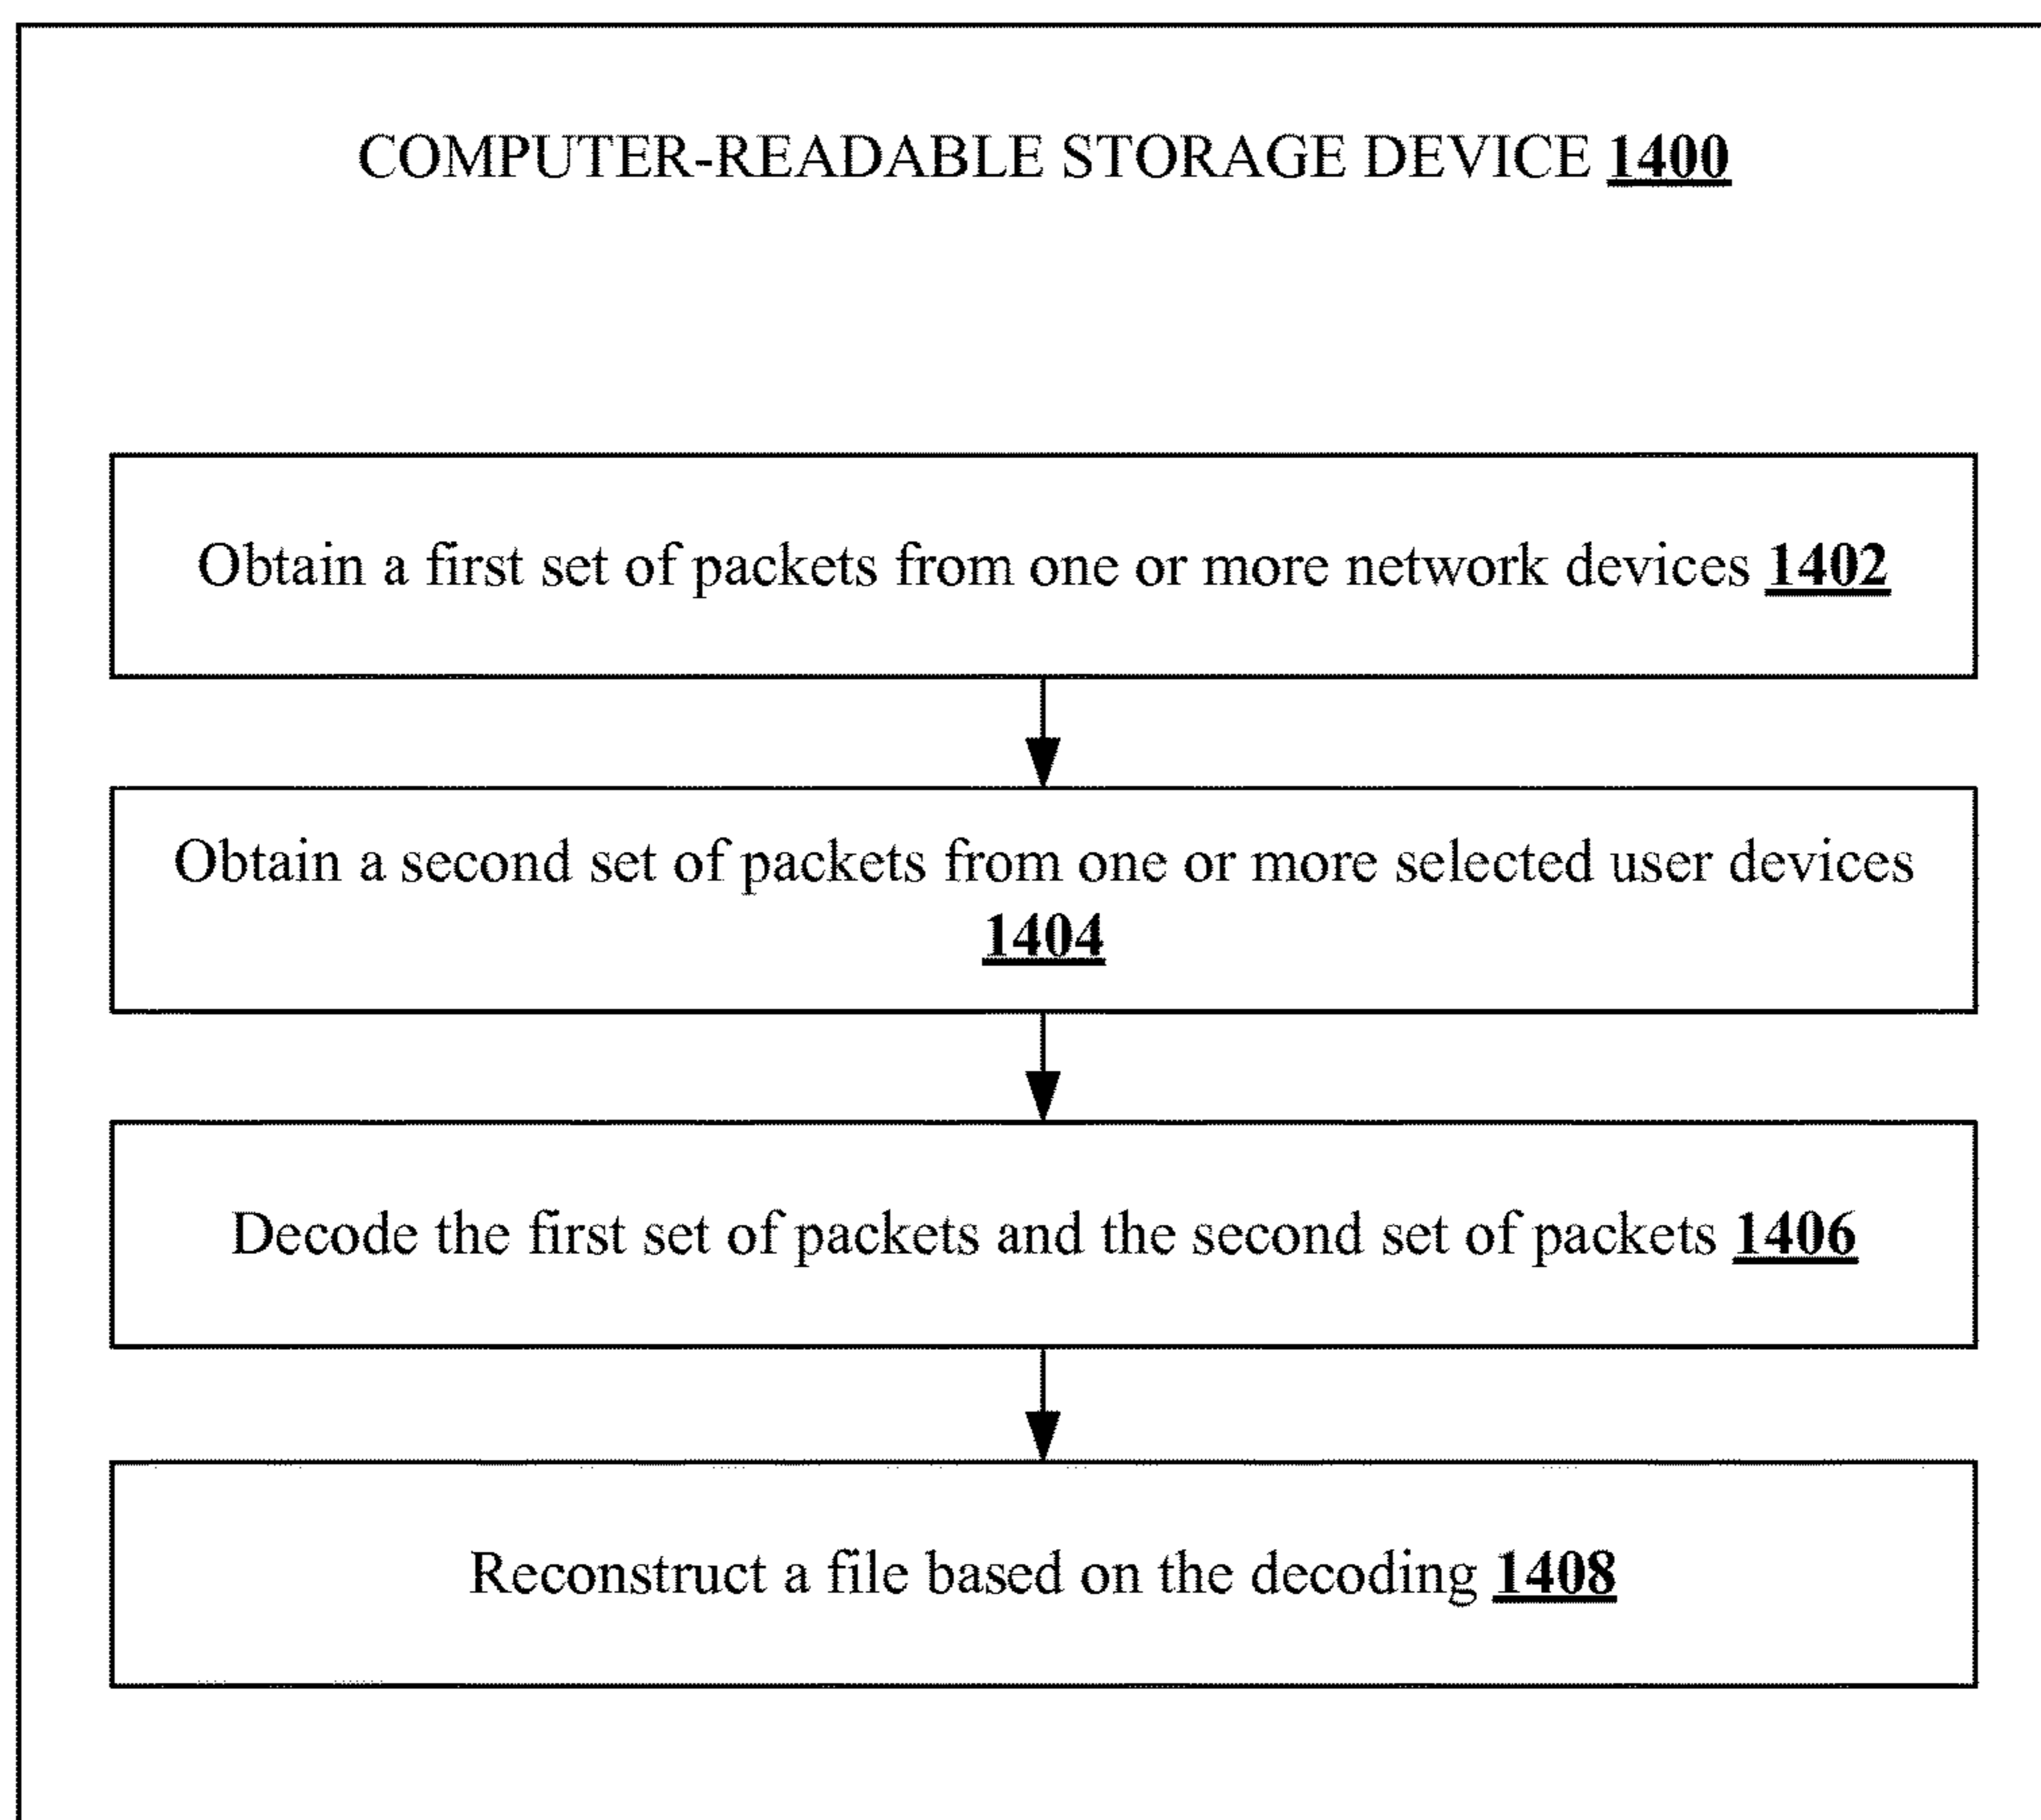 COMPUTER-READABLE STORAGE DEVICE 1400
Obtain a first set of packets from one or more network devices 1402
Obtain a second set of packets from one or more selected user devices
1404
Decode the first set of packets and the second set of packets 1406
Reconstruct a file based on the decoding 1408